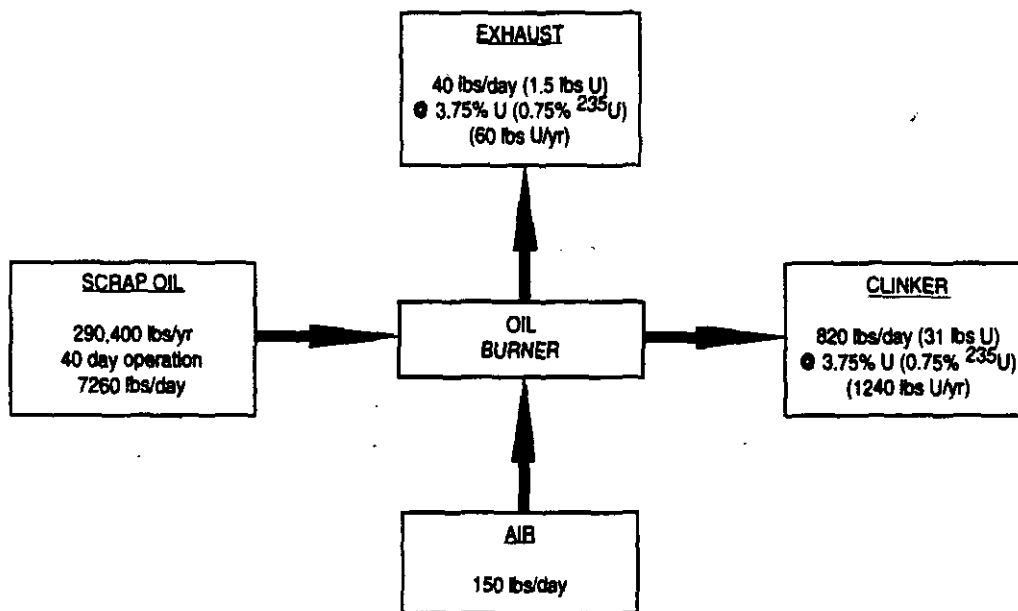 EXHAUST
40 lbs/day (1.5 lbs U)
@ 3.75% U (0.75% ²³⁵U)
(60 lbs U/yr)
SCRAP OIL
290,400 lbs/yr
40 day operation
7260 lbs/day
OIL
BURNER
CLINKER
820 lbs/day (31 lbs U)
@ 3.75% U (0.75% ²³⁵U)
(1240 lbs U/yr)
AIR
150 lbs/day